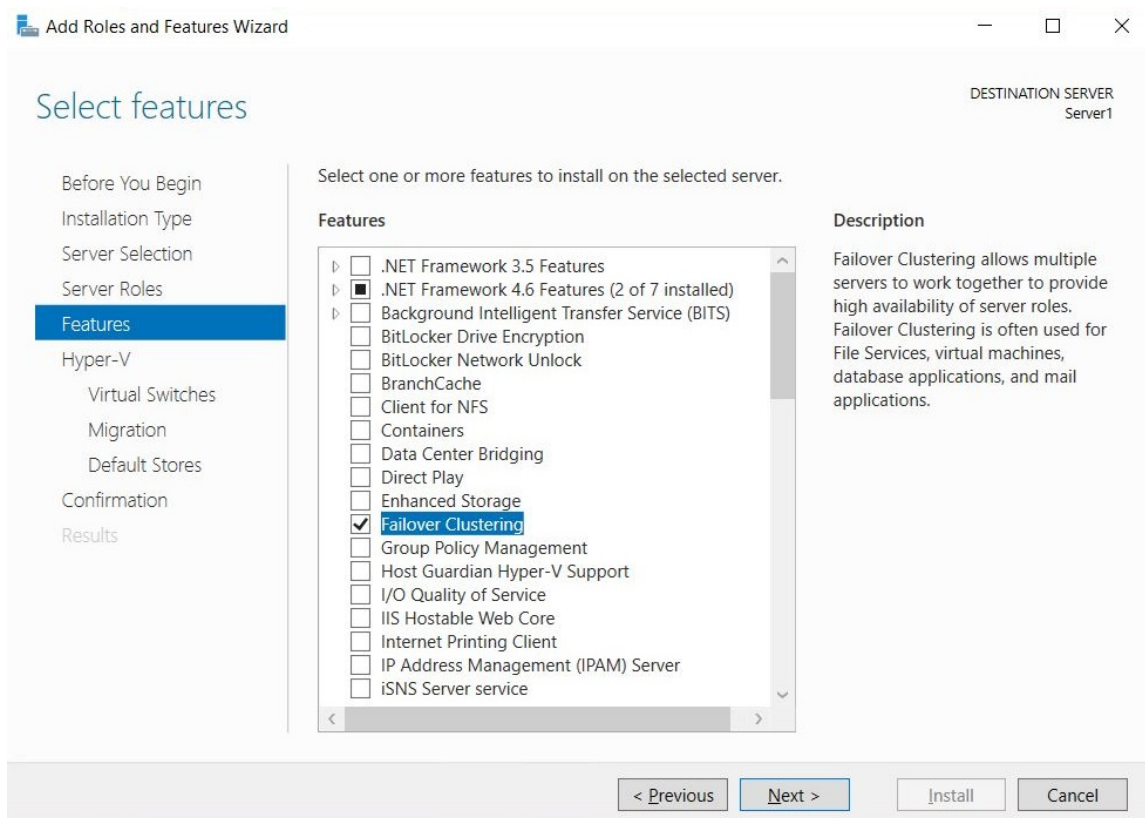 Add Roles and Features Wizard
Select features
DESTINATION SERVER
Server1
Before You Begin
Installation Type
Server Selection
Server Roles
Features
Hyper-V
Virtual Switches
Migration
Default Stores
Confirmation
Results
Select one or more features to install on the selected server.
Features
.NET Framework 3.5 Features
.NET Framework 4.6 Features (2 of 7 installed)
Background Intelligent Transfer Service (BITS)
BitLocker Drive Encryption
BitLocker Network Unlock
BranchCache
Client for NFS
Containers
Data Center Bridging
Direct Play
Enhanced Storage
Failover Clustering
Group Policy Management
Host Guardian Hyper-V Support
I/O Quality of Service
IIS Hostable Web Core
Internet Printing Client
IP Address Management (IPAM) Server
iSNS Server service
Description
Failover Clustering allows multiple
servers to work together to provide
high availability of server roles.
Failover Clustering is often used for
File Services, virtual machines,
database applications, and mail
applications.
< Previous
Next >
Install
Cancel